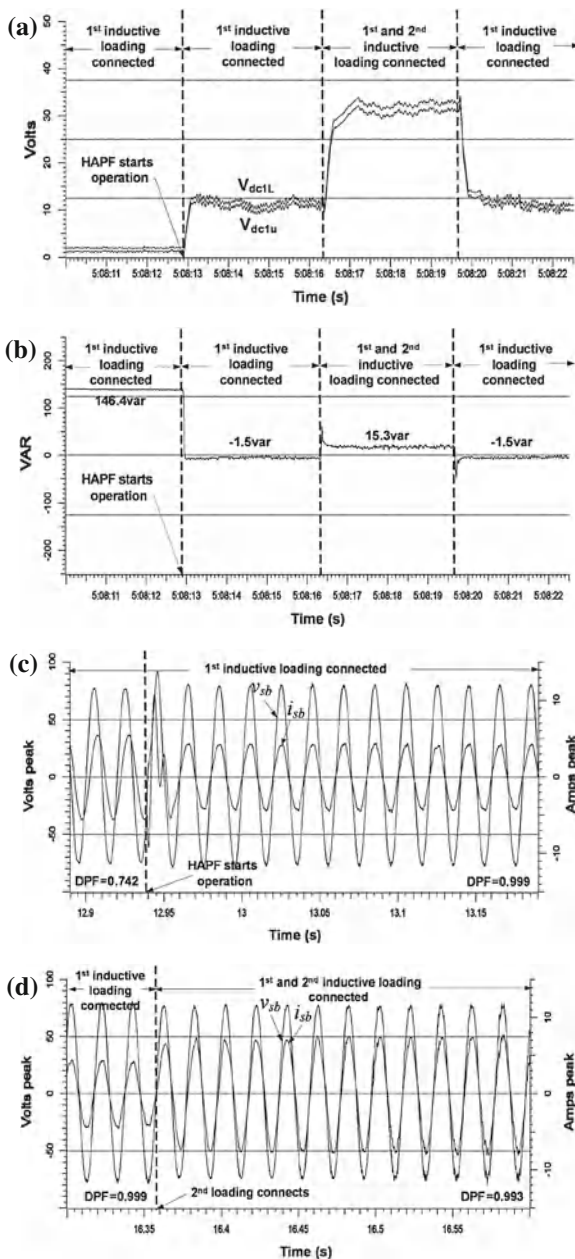 (a)
1st inductive
loading
connected
1st inductive
loading
connected
1st and 2nd
inductive
loading connected
1st inductive
loading
connected
Volts
50
40
30
20
10
0
HAPF starts
operation
Vdc1L
Vdc1u
5:08:11 5:08:12 5:08:13 5:08:14 5:08:15 5:08:16 5:08:17 5:08:18 5:08:19 5:08:20 5:08:21 5:08:22
Time (s)
(b)
1st inductive
loading
connected
1st inductive
loading
connected
1st and 2nd
inductive
loading connected
1st inductive
loading
connected
VAR
200
100
0
-100
-200
146.4var
-1.5var
15.3var
-1.5var
HAPF starts
operation
5:08:11 5:08:12 5:08:13 5:08:14 5:08:15 5:08:16 5:08:17 5:08:18 5:08:19 5:08:20 5:08:21 5:08:22
Time (s)
(c)
1st inductive loading connected
vsb
isb
Volts peak
100
50
0
-50
Amps peak
10
0
-10
DPF=0.742
HAPF starts
operation
DPF=0.999
12.9 12.95 13 13.05 13.1 13.15
Time (s)
(d)
1st inductive
loading
connected
1st and 2nd inductive loading
connected
vsb
isb
Volts peak
100
50
0
-50
Amps peak
10
0
-10
DPF=0.999
2nd loading connects
DPF=0.993
16.35 16.4 16.45 16.5 16.55
Time (s)